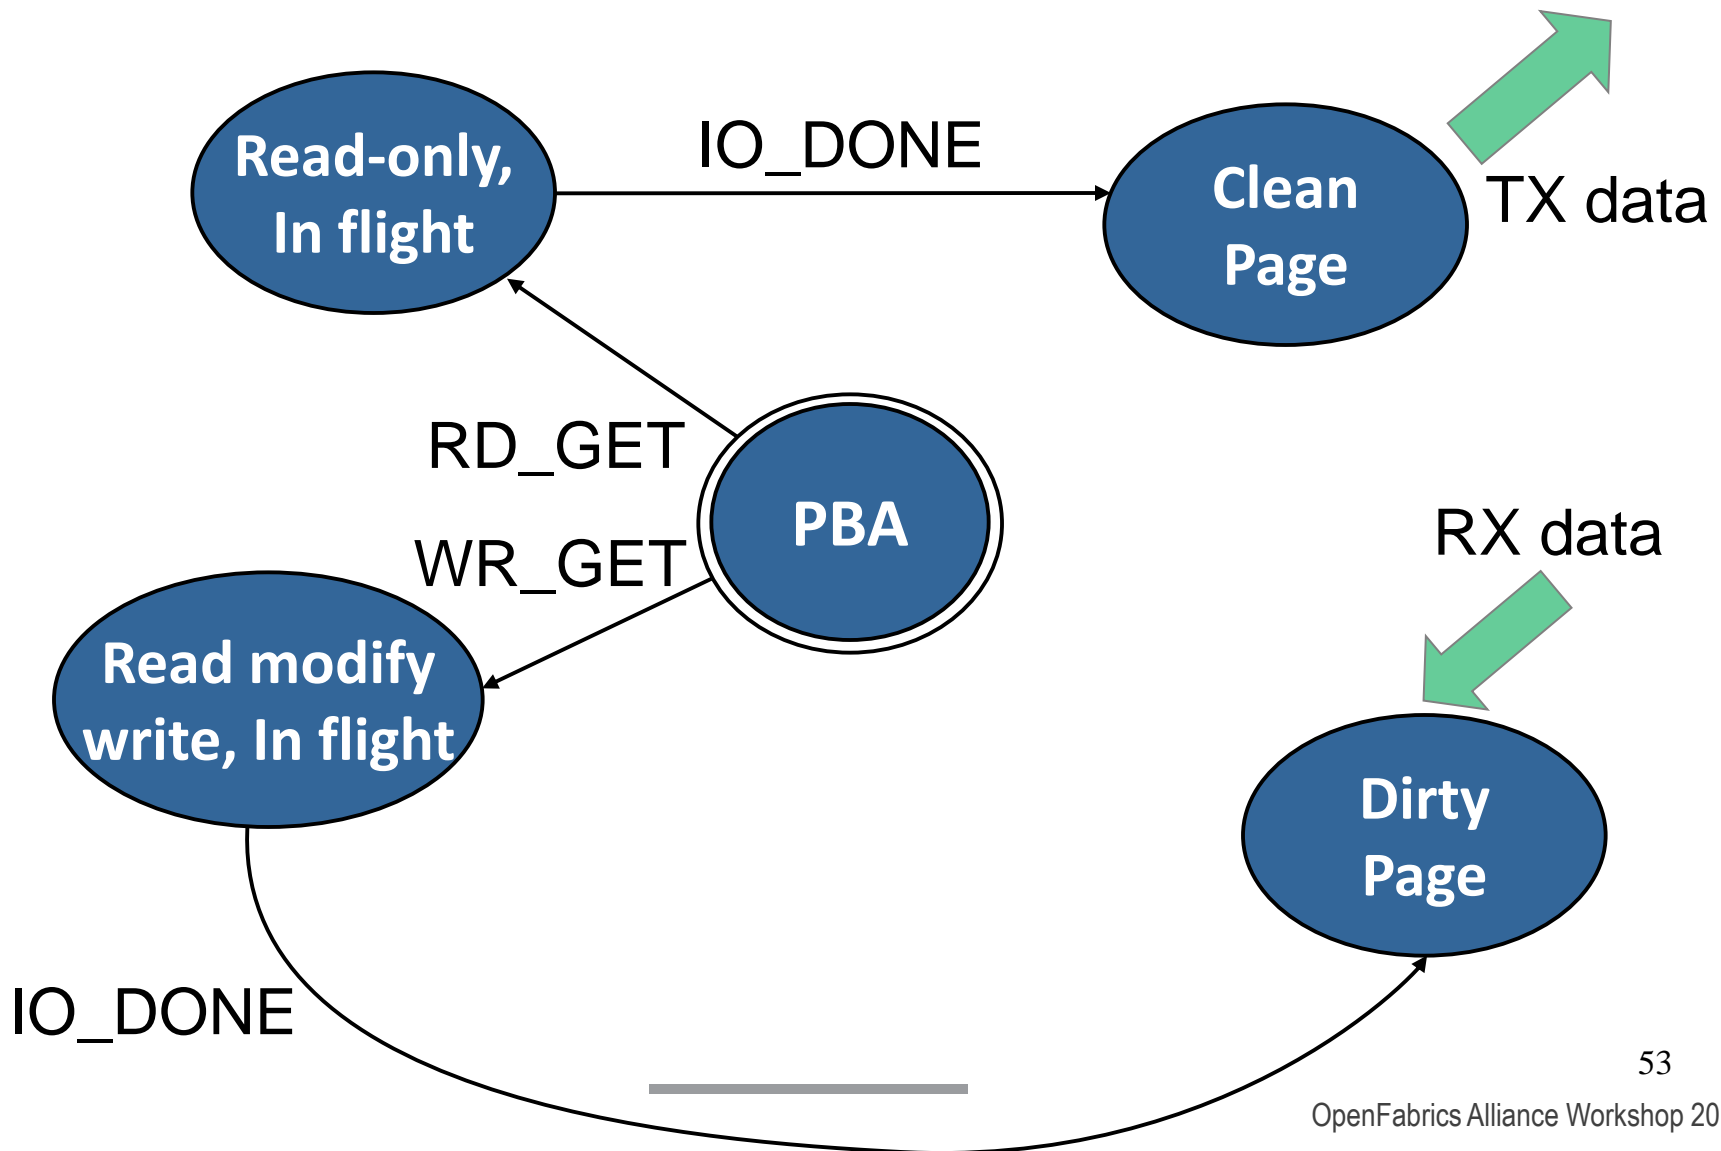 Read-only,
In flight
IO_DONE
Clean
Page
TX data
RD_GET
WR_GET
PBA
RX data
Read modify
write, In flight
Dirty
Page
IO_DONE
53
OpenFabrics Alliance Workshop 20